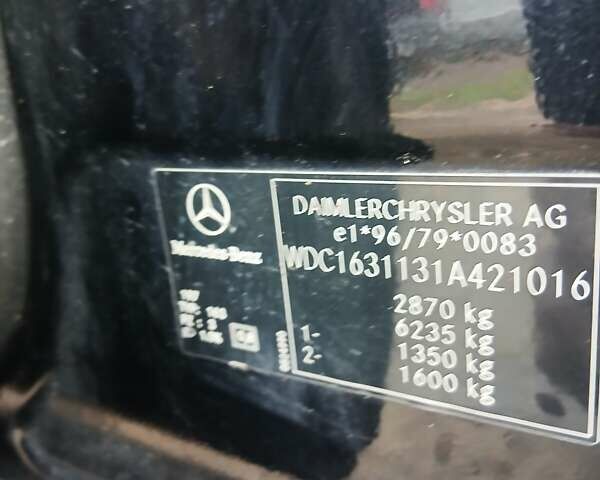 Mercedes-Benz
DAIMLERCHRYSLER AG
e1*96/79*0083
WDC1631131A421016
2870 kg
1- 6235 kg
2- 1350 kg
1600 kg